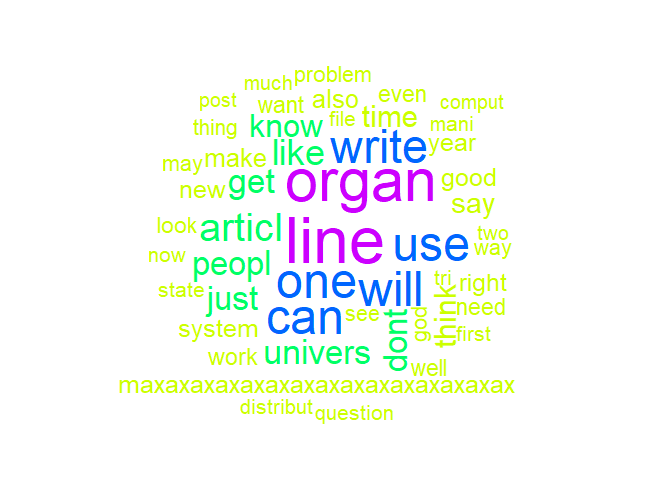 problem
much
post
want
also
even
comput
thing
know
file
time
mani
like
write
year
may
make
new
get
organ
good
say
look
articl
line
use
two
way
now
peopl
one
will
tri
right
state
just
can
see
dont
god
think
need
system
first
work
univers
well
maxaxaxaxaxaxaxaxaxaxaxaxaxaxax
distribut
question